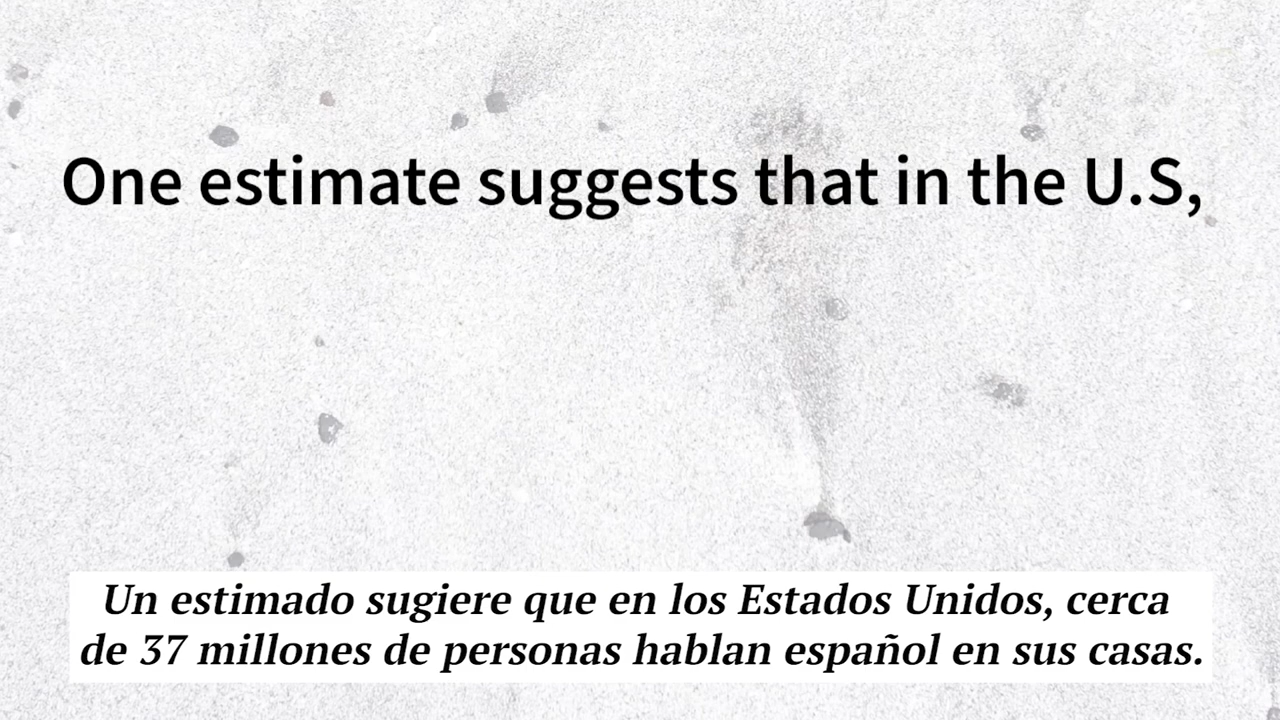 One estimate suggests that in the U.S,
Un estimado sugiere que en los Estados Unidos, cerca
de 37 millones de personas hablan español en sus casas.